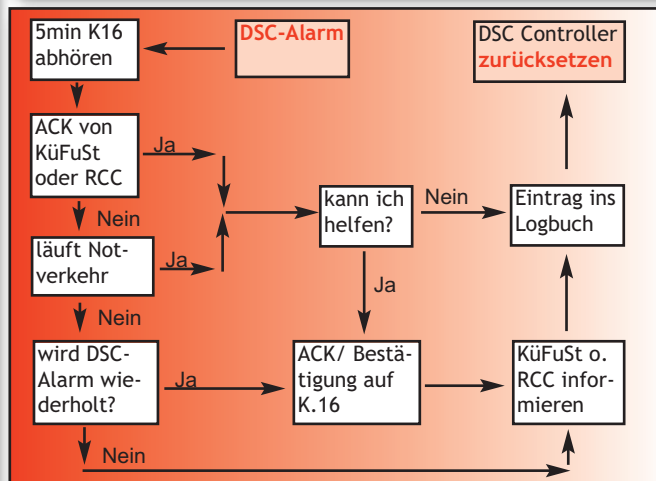 5min K16
abhören
DSC-Alarm
DSC Controller
zurücksetzen
ACK von
KüFuSt
oder RCC
Ja
Nein
läuft Not-
verkehr
Ja
Nein
kann ich
helfen?
Nein
Ja
Eintrag ins
Logbuch
wird DSC-
Alarm wie-
derholt?
Ja
Nein
ACK/ Bestä-
tigung auf
K.16
KüFuSt o.
RCC infor-
mieren